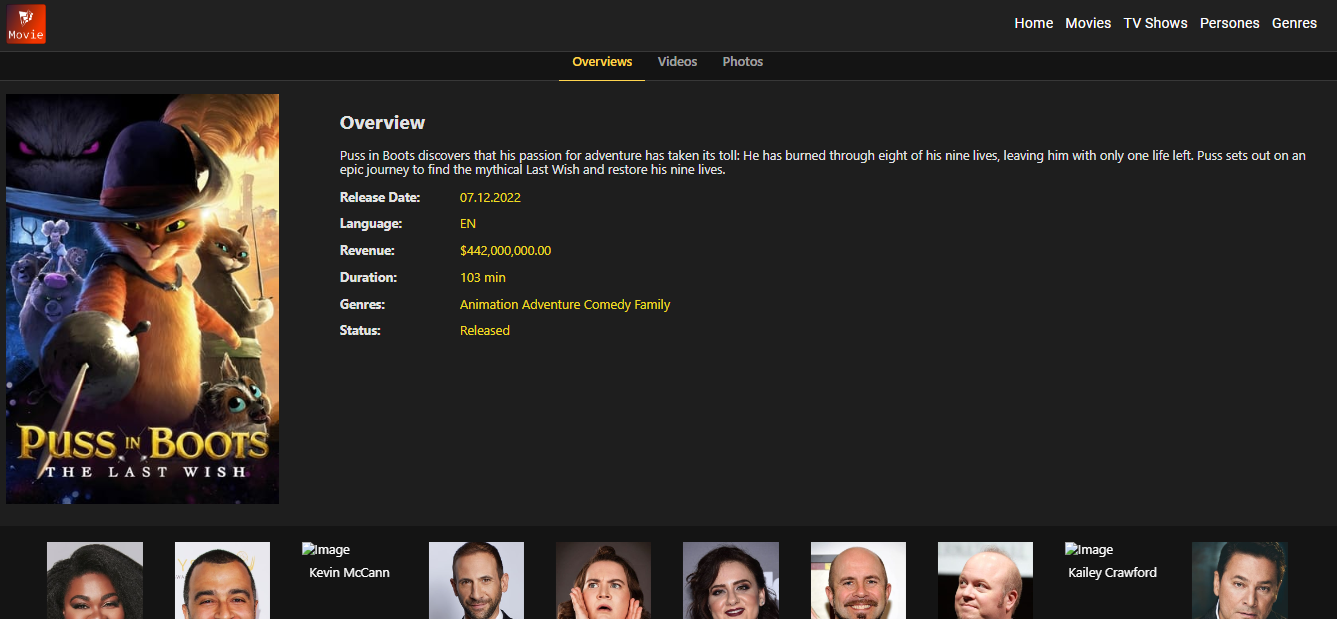 Movie
Home Movies TV Shows Persones Genres
Overviews Videos Photos
PUSS IN BOOTS
THE LAST WISH
Overview
Puss in Boots discovers that his passion for adventure has taken its toll: He has burned through eight of his nine lives, leaving him with only one life left. Puss sets out on an
epic journey to find the mythical Last Wish and restore his nine lives.
Release Date: 07.12.2022
Language: EN
Revenue: $442,000,000.00
Duration: 103 min
Genres: Animation Adventure Comedy Family
Status: Released
Image
Kevin McCann
Image
Kailey Crawford